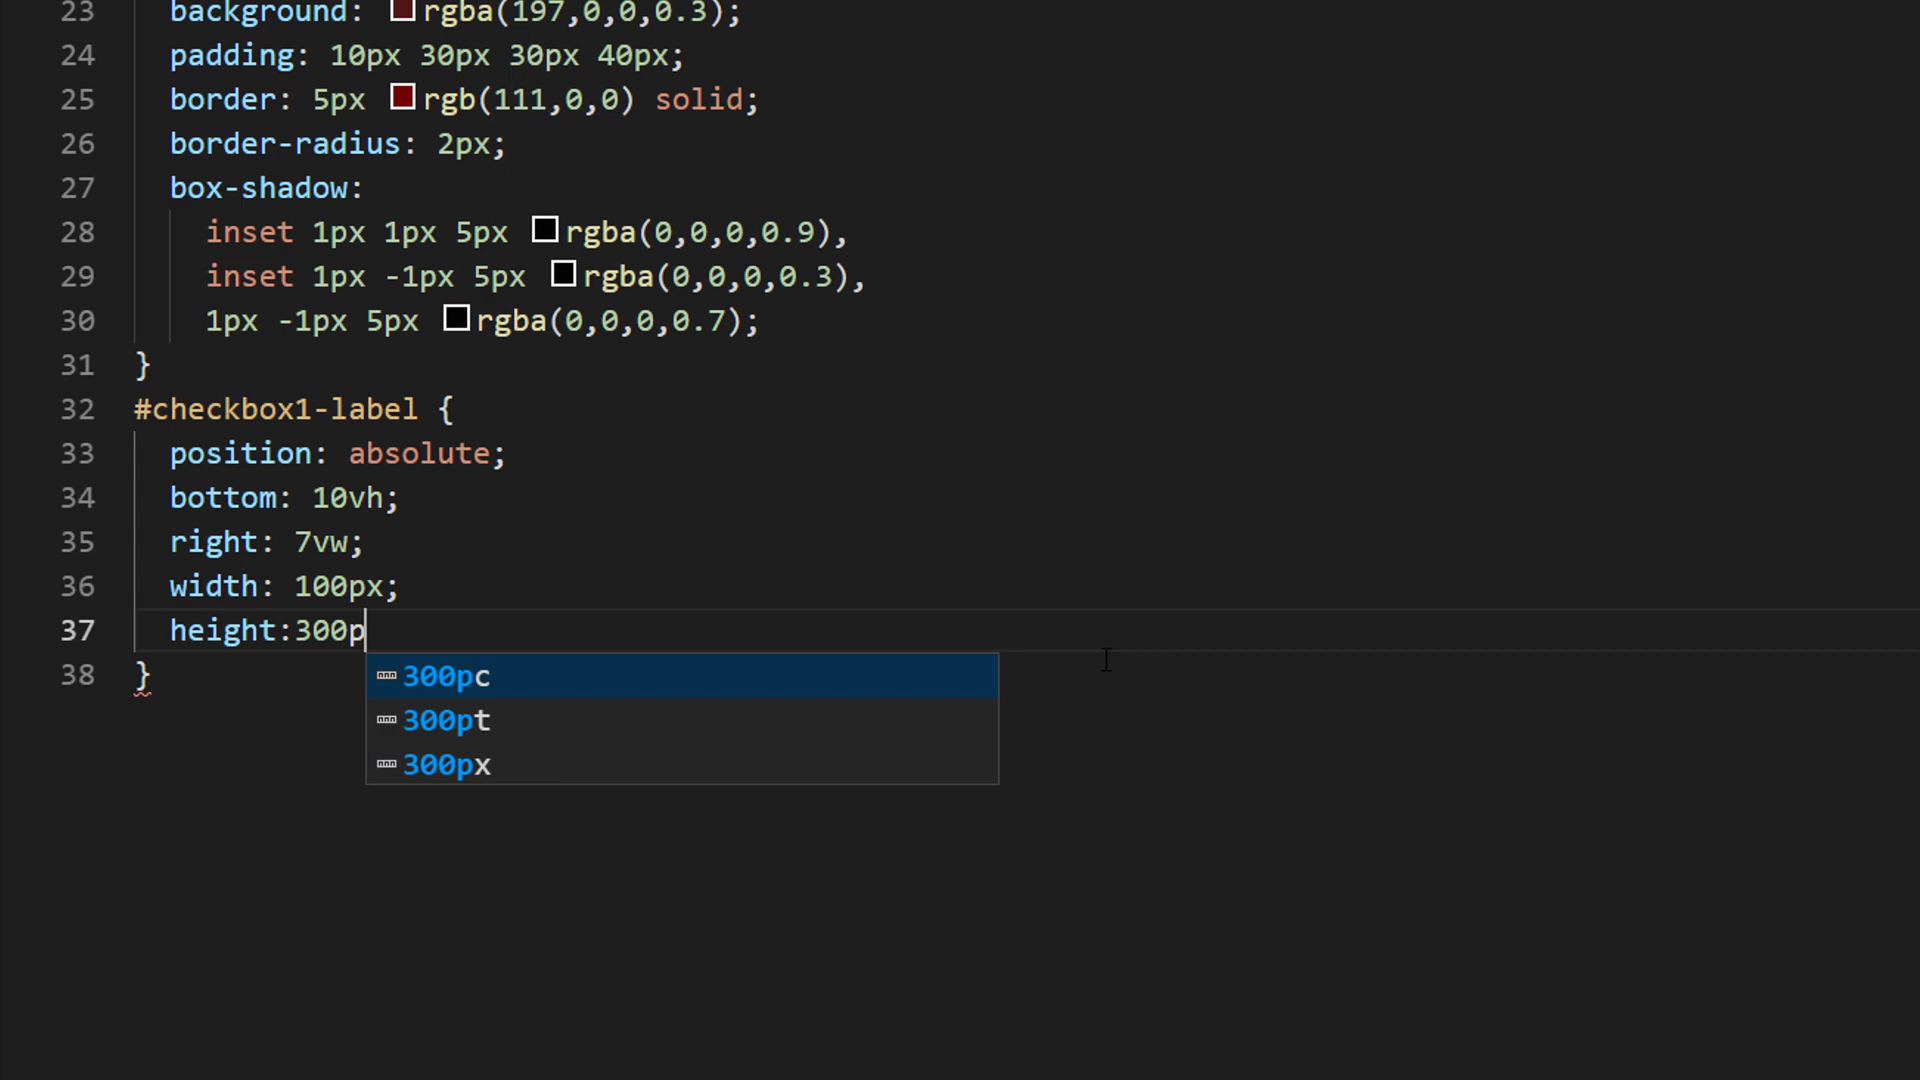 23 background: rgba(197,0,0,0.3);
24 padding: 10px 30px 30px 40px;
25 border: 5px rgb(111,0,0) solid;
26 border-radius: 2px;
27 box-shadow:
28 inset 1px 1px 5px rgba(0,0,0,0.9),
29 inset 1px -1px 5px rgba(0,0,0,0.3),
30 1px -1px 5px rgba(0,0,0,0.7);
31 }
32 #checkbox1-label {
33 position: absolute;
34 bottom: 10vh;
35 right: 7vw;
36 width: 100px;
37 height:300p
38 }
300pc
300pt
300px